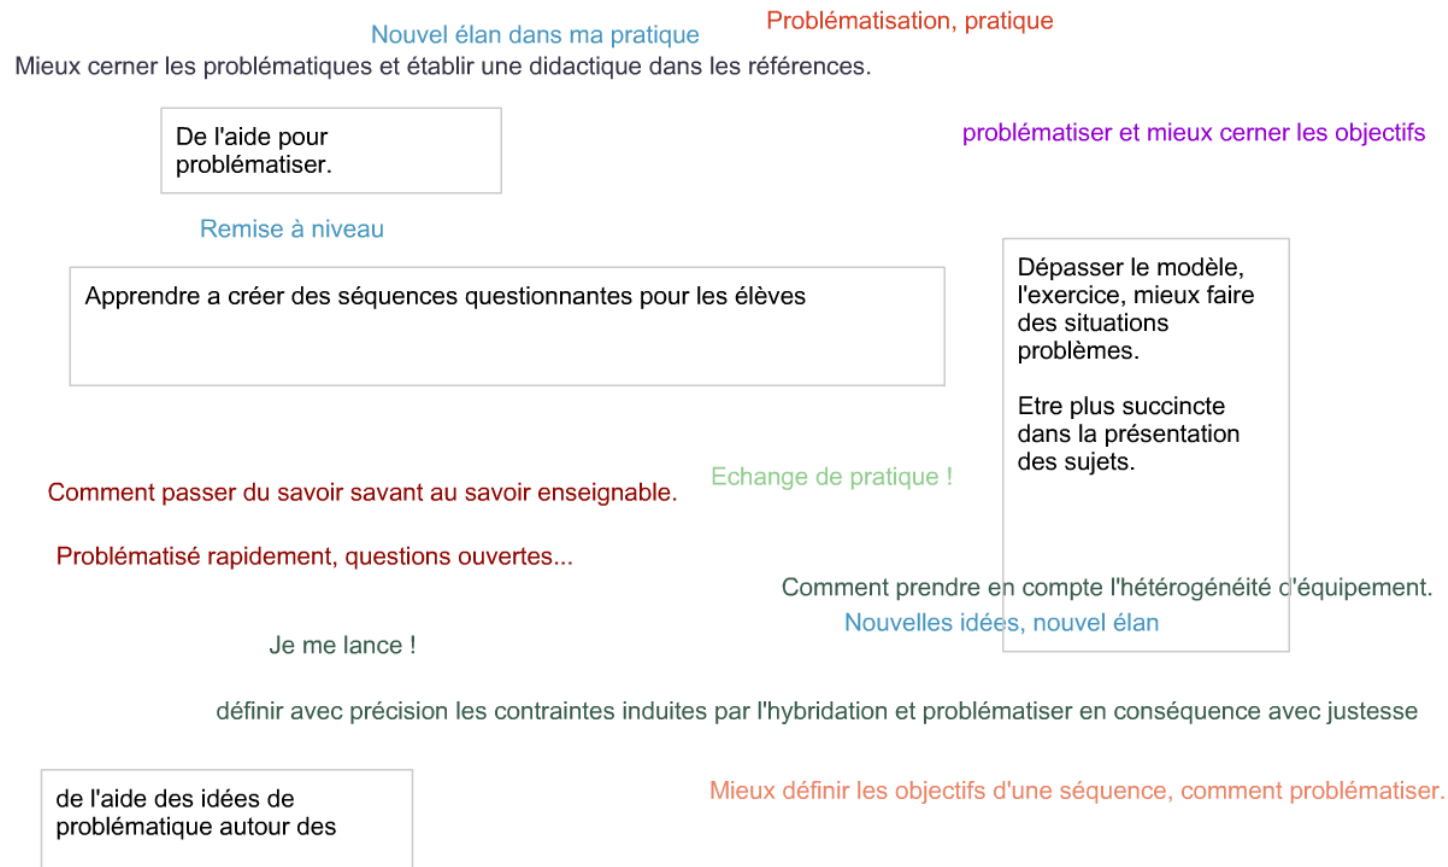 Problématisation, pratique
Nouvel élan dans ma pratique
Mieux cerner les problématiques et établir une didactique dans les références.
De l'aide pour
problématiser.
problématiser et mieux cerner les objectifs
Remise à niveau
Apprendre a créer des séquences questionnantes pour les élèves
Dépasser le modèle,
l'exercice, mieux faire
des situations
problèmes.
Etre plus succincte
dans la présentation
des sujets.
Echange de pratique !
Comment passer du savoir savant au savoir enseignable.
Problématisé rapidement, questions ouvertes...
Comment prendre en compte l'hétérogénéité d'équipement.
Nouvelles idées, nouvel élan
Je me lance !
définir avec précision les contraintes induites par l'hybridation et problématiser en conséquence avec justesse
Mieux définir les objectifs d'une séquence, comment problématiser.
de l'aide des idées de
problématique autour des